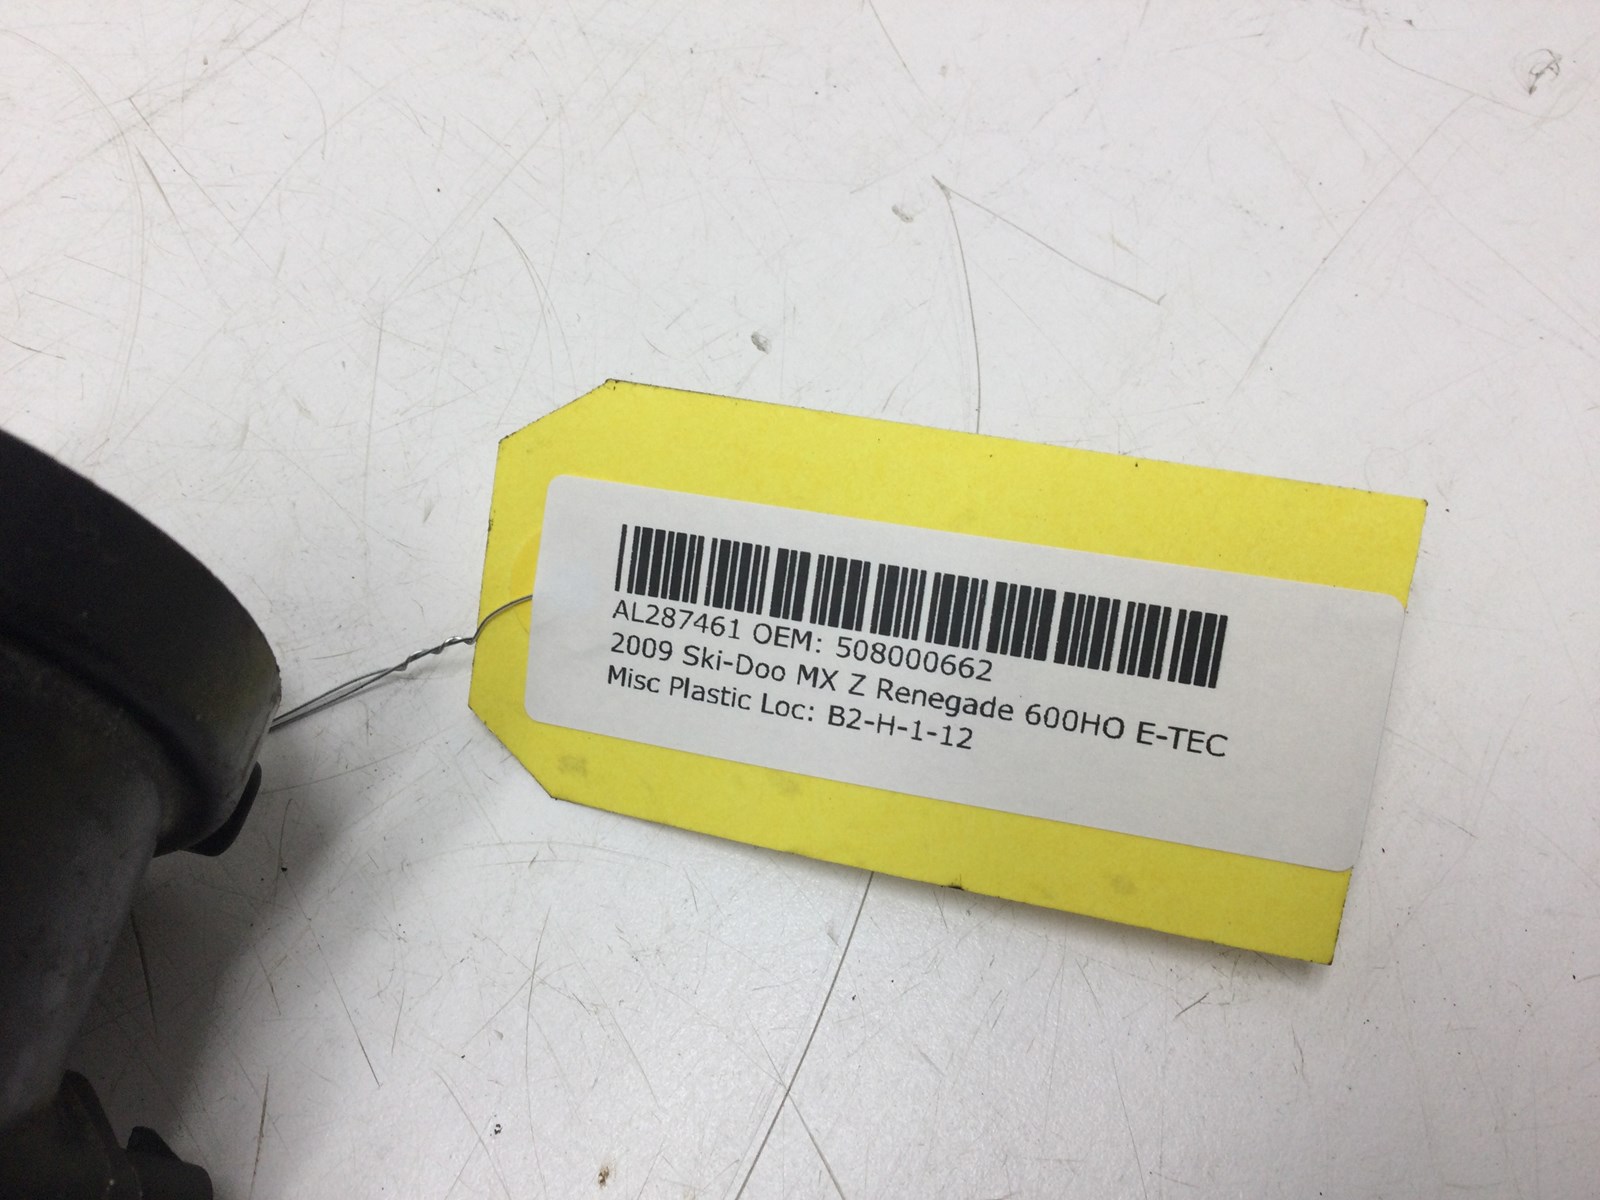 AL287461 OEM: 508000662
2009 Ski-Doo MX Z Renegade 600HO E-TEC
Misc Plastic Loc: B2-H-1-12